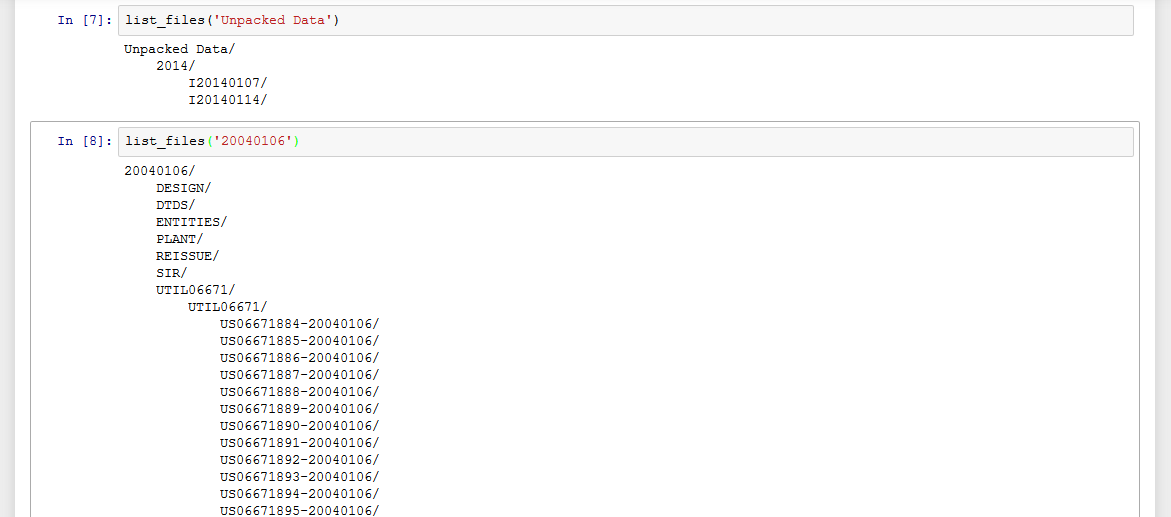 In [7]: list_files('Unpacked Data')
Unpacked Data/
2014/
I20140107/
I20140114/
In [8]: list_files('20040106')
20040106/
DESIGN/
DTDS/
ENTITIES/
PLANT/
REISSUE/
SIR/
UTIL06671/
UTIL06671/
US06671884-20040106/
US06671885-20040106/
US06671886-20040106/
US06671887-20040106/
US06671888-20040106/
US06671889-20040106/
US06671890-20040106/
US06671891-20040106/
US06671892-20040106/
US06671893-20040106/
US06671894-20040106/
US06671895-20040106/